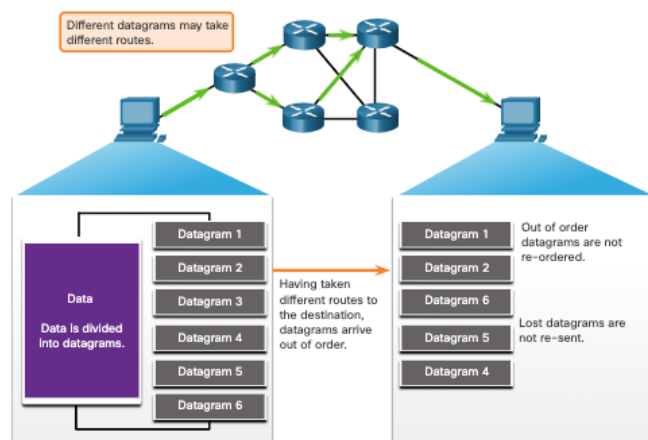 Different datagrams may take
different routes.
Data
Data is divided
into datagrams.
Datagram 1
Datagram 2
Datagram 3
Datagram 4
Datagram 5
Datagram 6
Having taken
different routes to
the destination,
datagrams arrive
out of order.
Datagram 1
Datagram 2
Datagram 6
Datagram 5
Datagram 4
Out of order
datagrams are not
re-ordered.
Lost datagrams are
not re-sent.